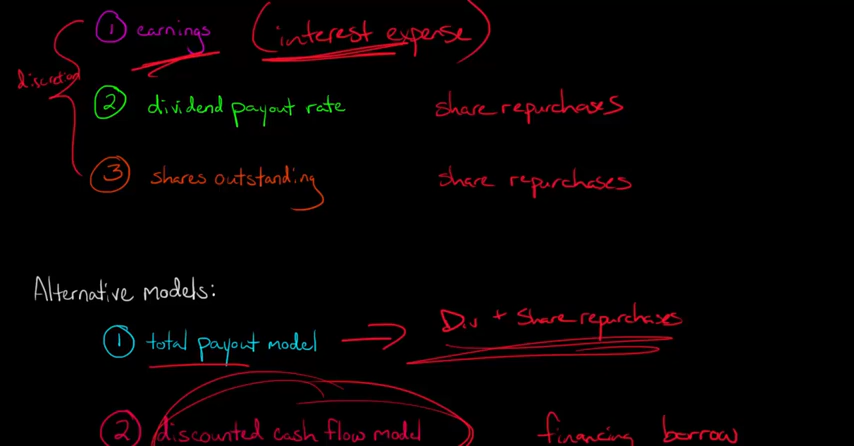 ① earnings (interest expense)
discretion
② dividend payout rate share repurchases
③ shares outstanding share repurchases
Alternative models:
① total payout model → Div + Share repurchases
② discounted cash flow model financing borrow